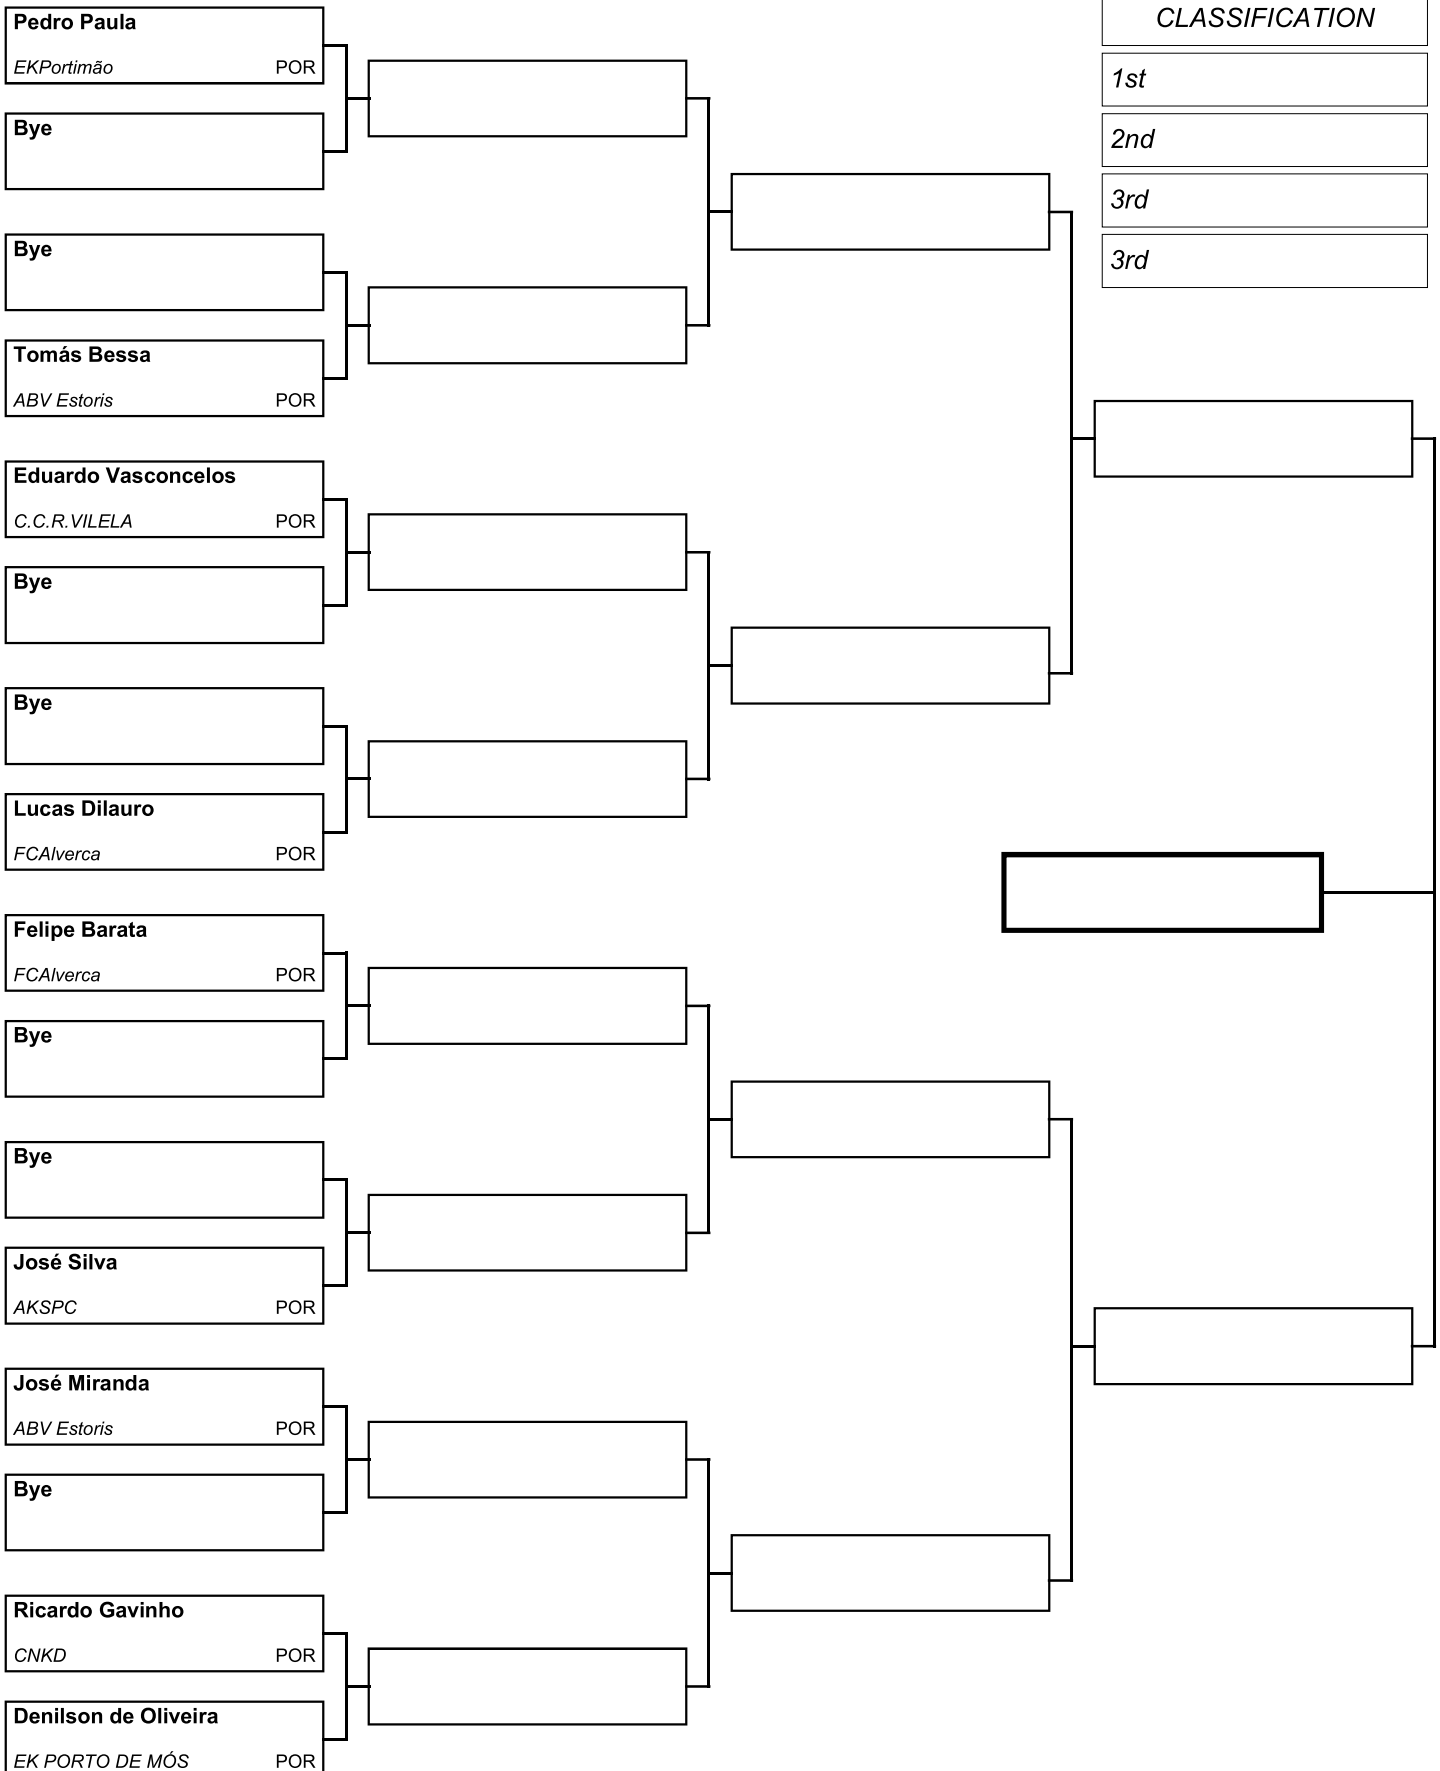 Pedro Paula
EKPortimão POR
Bye
Bye
Tomás Bessa
ABV Estoris POR
Eduardo Vasconcelos
C.C.R.VILELA POR
Bye
Bye
Lucas Dilauro
FCAlverca POR
Felipe Barata
FCAlverca POR
Bye
Bye
José Silva
AKSPC POR
José Miranda
ABV Estoris POR
Bye
Ricardo Gavinho
CNKD POR
Denilson de Oliveira
EK PORTO DE MÓS POR
CLASSIFICATION
1st
2nd
3rd
3rd